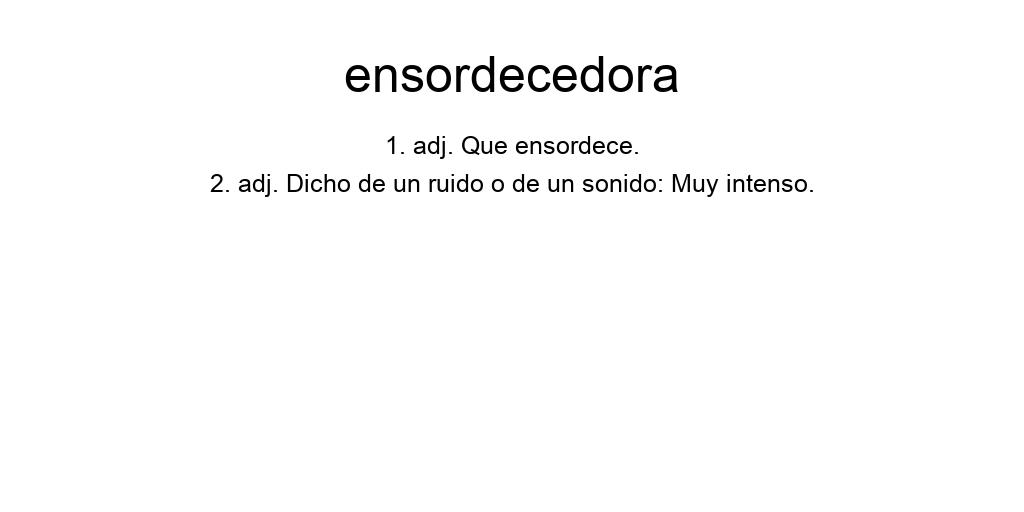 ensordecedora
1. adj. Que ensordece.
2. adj. Dicho de un ruido o de un sonido: Muy intenso.